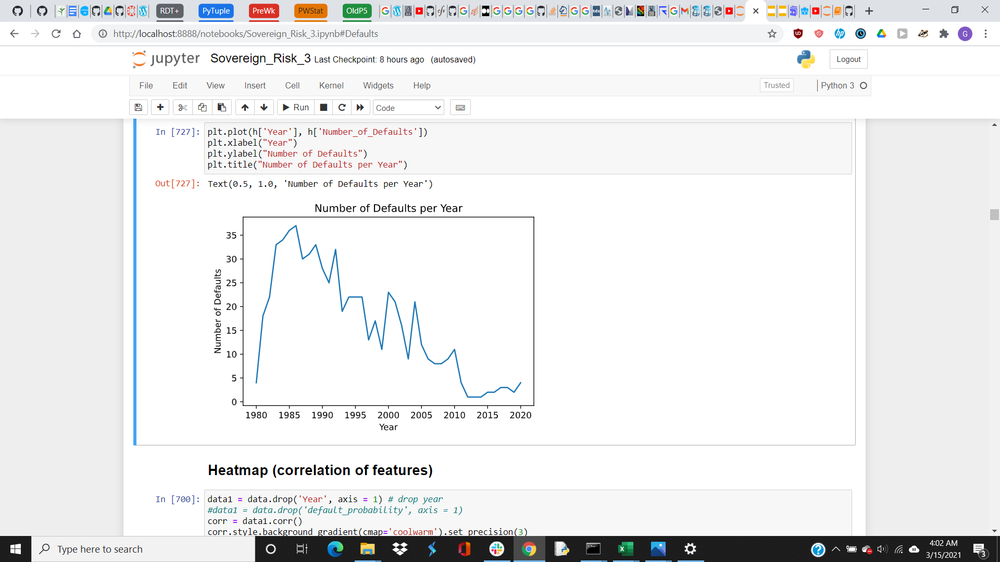 RDT+ PyTuple PreWk PWStat OldP5
cfr
tds
http://localhost:8888/notebooks/Sovereign_Risk_3.ipynb#Defaults
G
jupyter Sovereign_Risk_3 Last Checkpoint: 8 hours ago (autosaved)
Logout
File Edit View Insert Cell Kernel Widgets Help
Trusted
Python 3
Run
Code
In [727]: plt.plot(h['Year'], h['Number_of_Defaults'])
plt.xlabel("Year")
plt.ylabel("Number of Defaults")
plt.title("Number of Defaults per Year")
Out[727]: Text(0.5, 1.0, 'Number of Defaults per Year')
Number of Defaults per Year
35
30
25
20
15
10
5
0
Number of Defaults
1980 1985 1990 1995 2000 2005 2010 2015 2020
Year
Heatmap (correlation of features)
In [700]: data1 = data.drop('Year', axis = 1) # drop year
#data1 = data.drop('default_probability', axis = 1)
corr = data1.corr()
corr.style.background_gradient(cmap='coolwarm').set_precision(3)
Type here to search
4:02 AM
3/15/2021
3